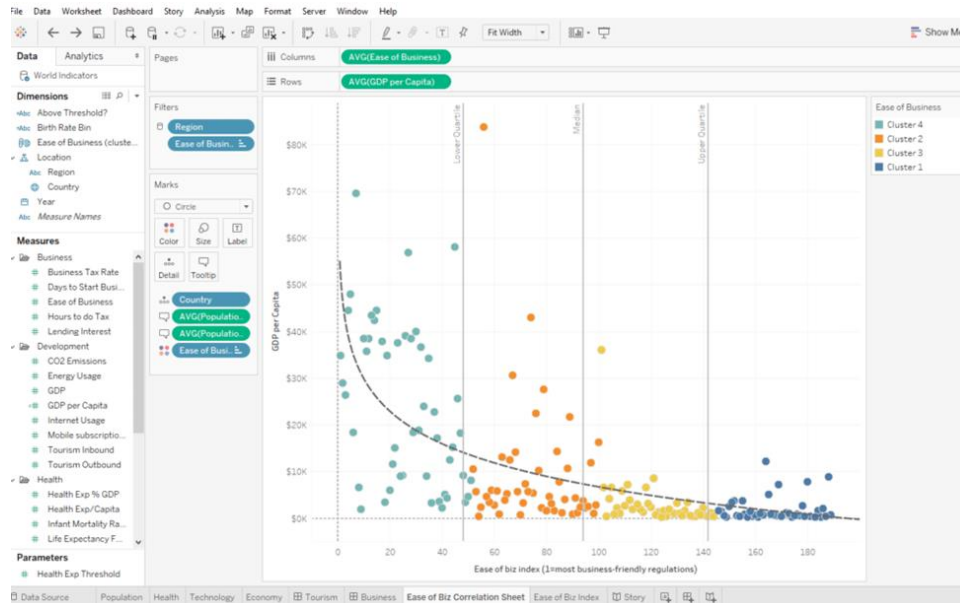 File Data Worksheet Dashboard Story Analysis Map Format Server Window Help
Fit Width
Show Me
Data Analytics
World Indicators
Dimensions
Abc Above Threshold?
Abc Birth Rate Bin
Ease of Business (cluste...
Location
Abc Region
Country
Year
Abc Measure Names
Measures
Business
Business Tax Rate
Days to Start Busi...
Ease of Business
Hours to do Tax
Lending Interest
Development
CO2 Emissions
Energy Usage
GDP
GDP per Capita
Internet Usage
Mobile subscriptio...
Tourism Inbound
Tourism Outbound
Health
Health Exp % GDP
Health Exp/Capita
Infant Mortality Ra...
Life Expectancy F...
Parameters
Health Exp Threshold
Pages
Filters
Region
Ease of Busin..
Marks
Circle
Color Size Label
Detail Tooltip
Country
AVG(Populatio..
AVG(Populatio..
Ease of Busi..
Columns AVG(Ease of Business)
Rows AVG(GDP per Capita)
Lower Quartile
Median
Upper Quartile
GDP per Capita
$80K
$70K
$60K
$50K
$40K
$30K
$20K
$10K
$0K
0 20 40 60 80 100 120 140 160 180
Ease of biz index (1=most business-friendly regulations)
Ease of Business
Cluster 4
Cluster 2
Cluster 3
Cluster 1
Data Source Population Health Technology Economy Tourism Business Ease of Biz Correlation Sheet Ease of Biz Index Story